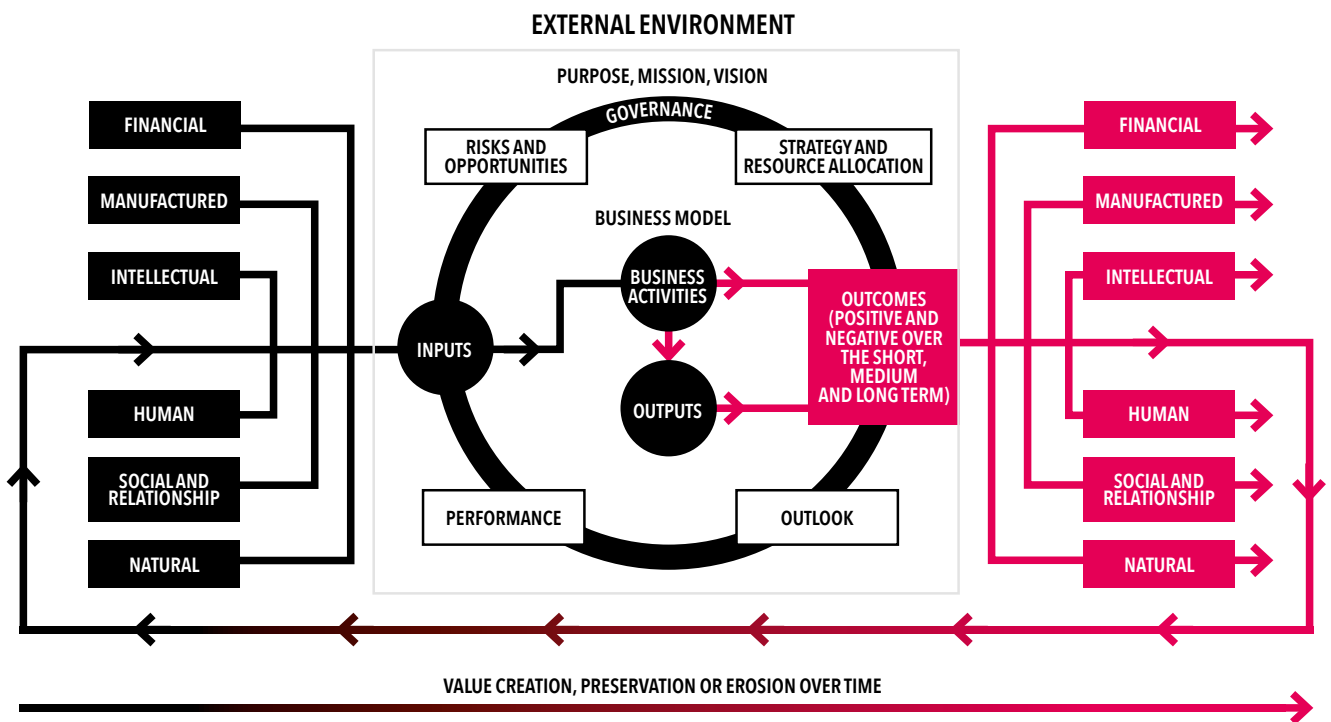 EXTERNAL ENVIRONMENT
PURPOSE, MISSION, VISION
GOVERNANCE
FINANCIAL
MANUFACTURED
INTELLECTUAL
HUMAN
SOCIAL AND
RELATIONSHIP
NATURAL
RISKS AND
OPPORTUNITIES
STRATEGY AND
RESOURCE ALLOCATION
BUSINESS MODEL
INPUTS
BUSINESS
ACTIVITIES
OUTPUTS
OUTCOMES
(POSITIVE AND
NEGATIVE OVER
THE SHORT,
MEDIUM
AND LONG TERM)
PERFORMANCE
OUTLOOK
FINANCIAL
MANUFACTURED
INTELLECTUAL
HUMAN
SOCIAL AND
RELATIONSHIP
NATURAL
VALUE CREATION, PRESERVATION OR EROSION OVER TIME